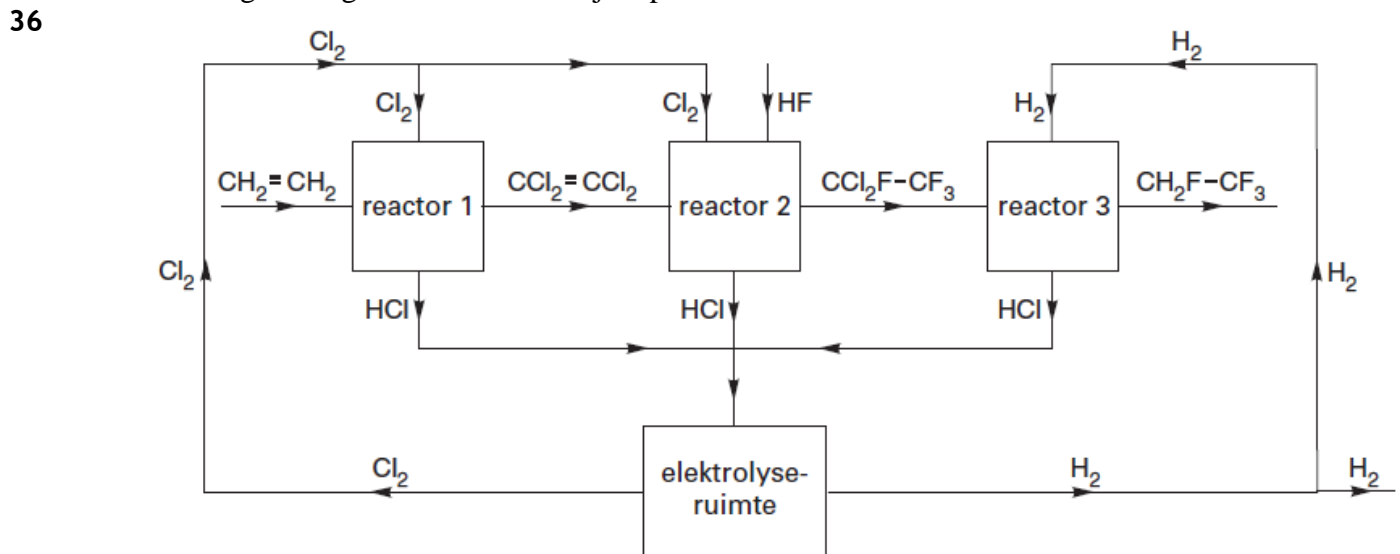 36
Cl₂
H₂
Cl₂
Cl₂
HF
H₂
CH₂=CH₂
reactor 1
CCl₂=CCl₂
reactor 2
CCl₂F-CF₃
reactor 3
CH₂F-CF₃
Cl₂
H₂
HCl
HCl
HCl
Cl₂
elektrolyse-
ruimte
H₂
H₂